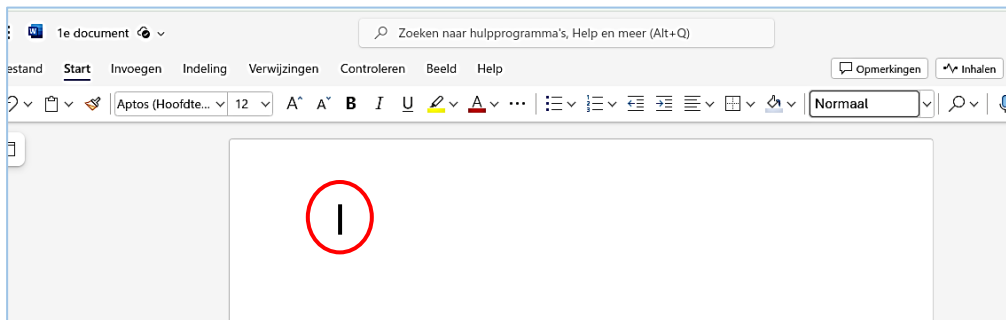 1e document
Zoeken naar hulpprogramma's, Help en meer (Alt+Q)
estand Start Invoegen Indeling Verwijzingen Controleren Beeld Help Opmerkingen Inhalen
Aptos (Hoofdte... 12 A A B I U A ... Normaal